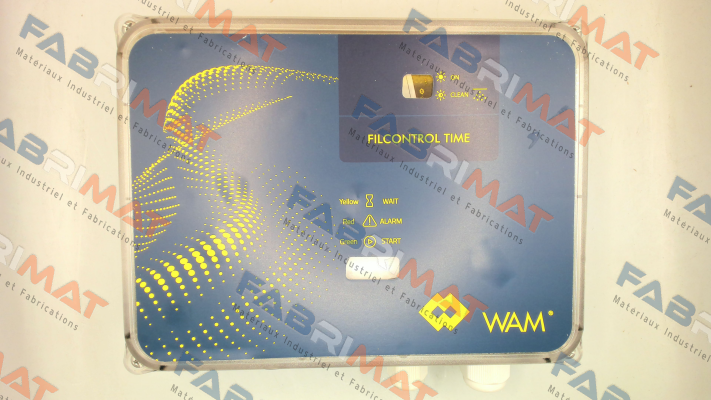 ON
CLEAN
FILCONTROL TIME
Yellow WAIT
Red ALARM
Green START
WAM®
FABRIMAT
Materiaux Industriel et Fabrications